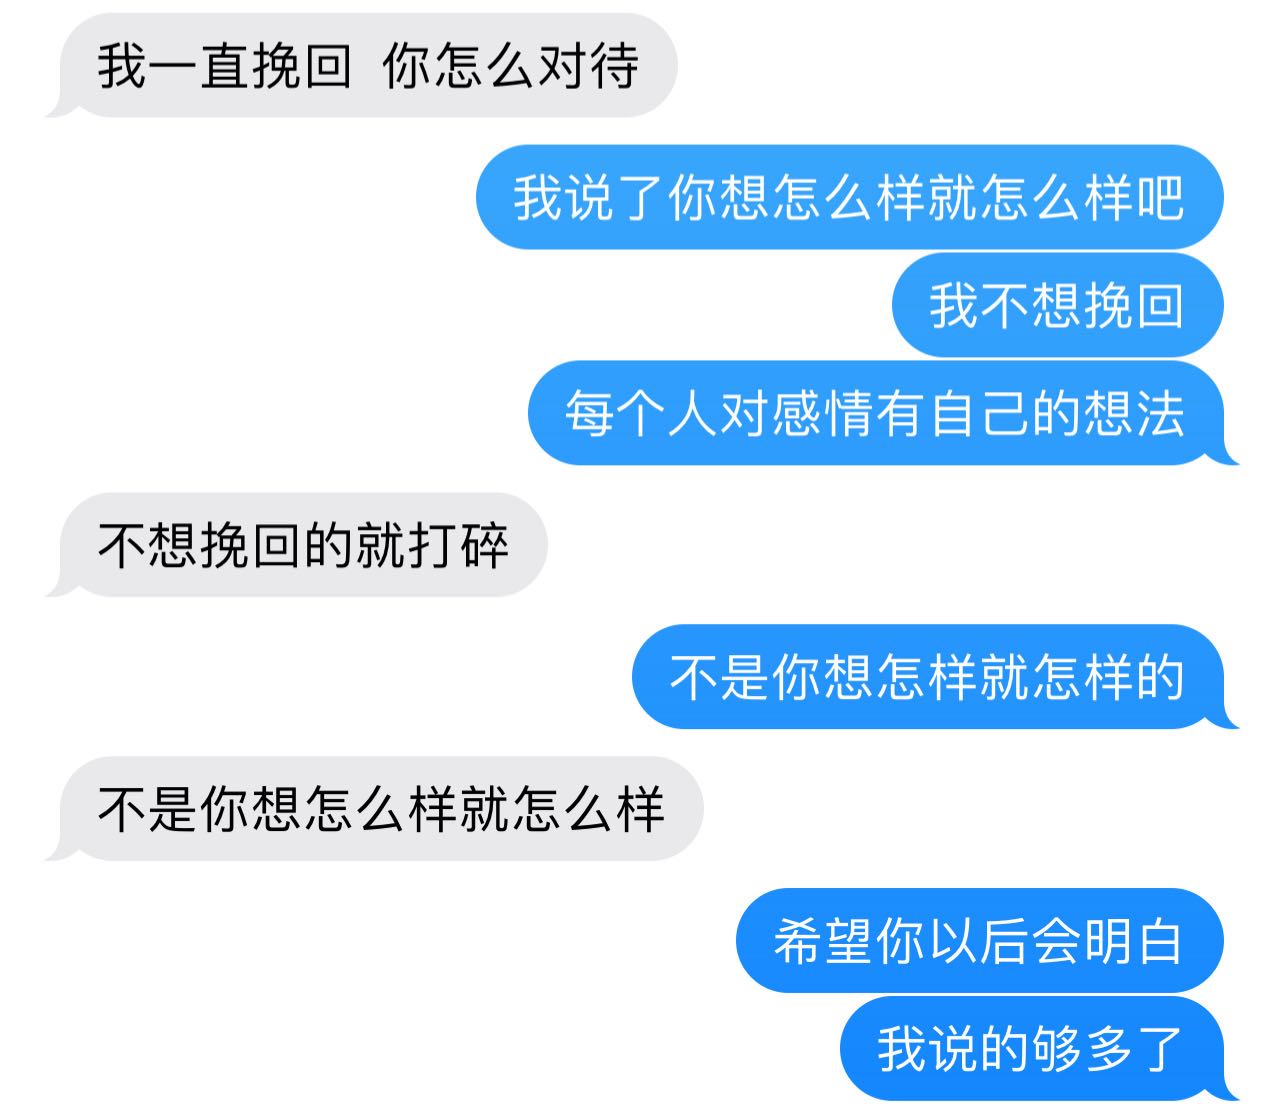 我一直挽回 你怎么对待
我说了你想怎么样就怎么样吧
我不想挽回
每个人对感情有自己的想法
不想挽回的就打碎
不是你想怎样就怎样的
不是你想怎么样就怎么样
希望你以后会明白
我说的够多了